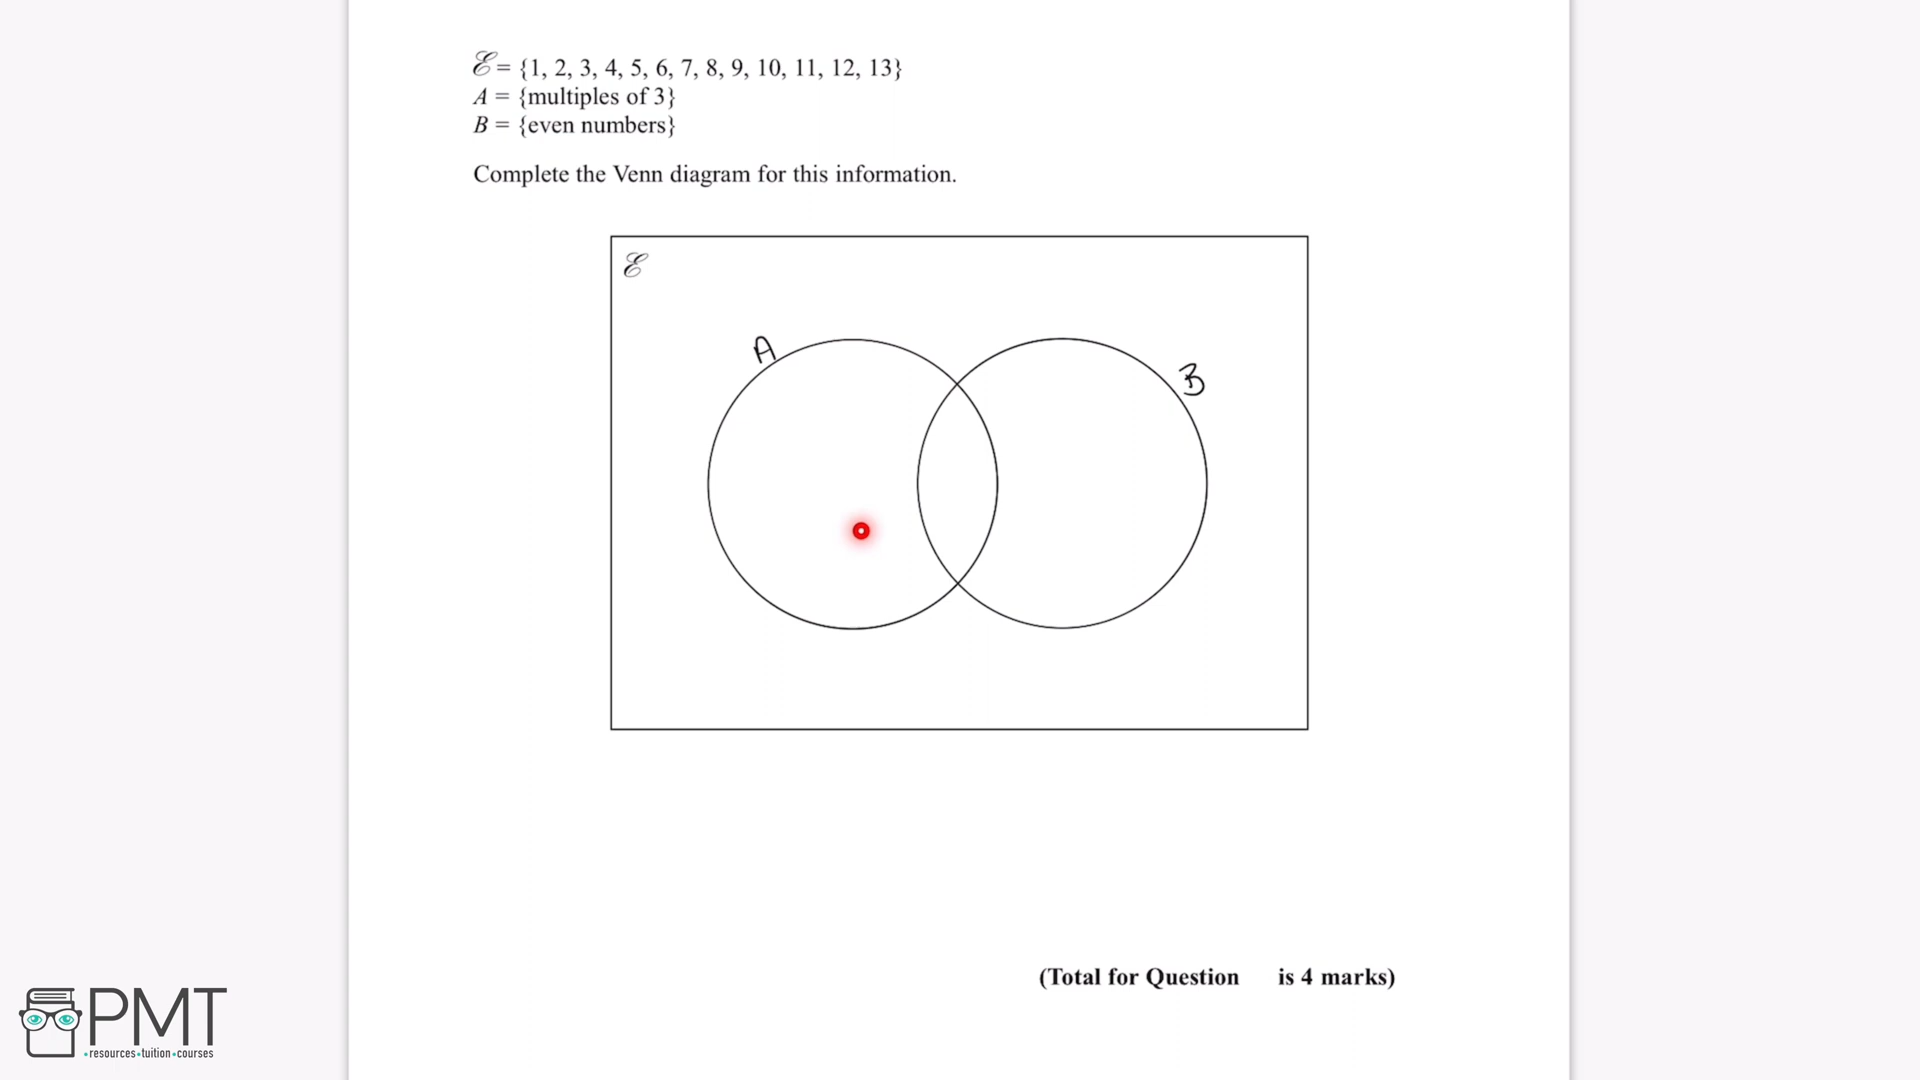 ℰ = {1, 2, 3, 4, 5, 6, 7, 8, 9, 10, 11, 12, 13}
A = {multiples of 3}
B = {even numbers}
Complete the Venn diagram for this information.
ℰ
A
B
(Total for Question is 4 marks)
PMT
•resources•tuition•courses